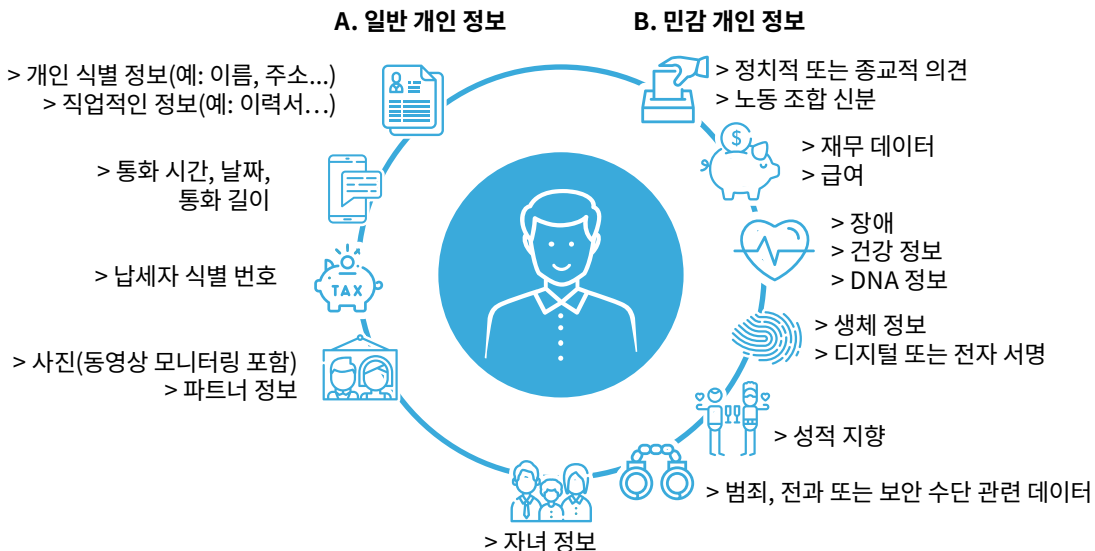 A. 일반 개인 정보
> 개인 식별 정보(예: 이름, 주소...)
> 직업적인 정보(예: 이력서...)
> 통화 시간, 날짜,
통화 길이
> 납세자 식별 번호
TAX
> 사진(동영상 모니터링 포함)
> 파트너 정보
> 자녀 정보
B. 민감 개인 정보
> 정치적 또는 종교적 의견
> 노동 조합 신분
$
> 재무 데이터
> 급여
> 장애
> 건강 정보
> DNA 정보
> 생체 정보
> 디지털 또는 전자 서명
> 성적 지향
> 범죄, 전과 또는 보안 수단 관련 데이터